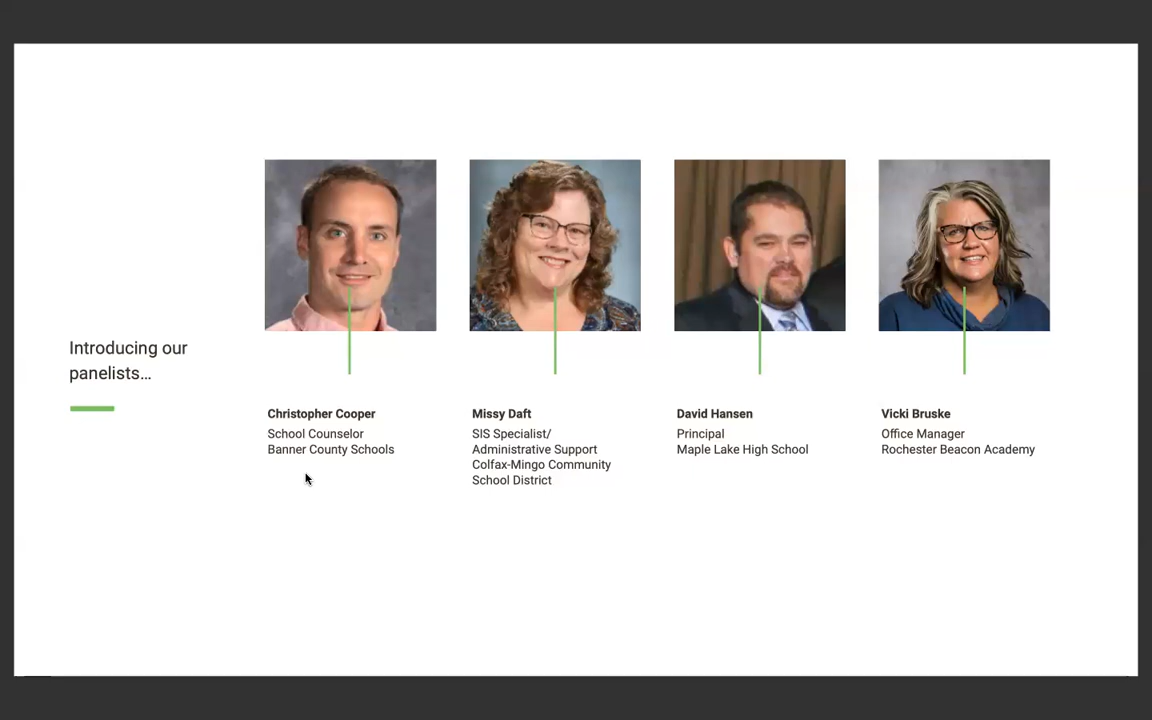 Introducing our
panelists...
Christopher Cooper
School Counselor
Banner County Schools
Missy Daft
SIS Specialist/
Administrative Support
Colfax-Mingo Community
School District
David Hansen
Principal
Maple Lake High School
Vicki Bruske
Office Manager
Rochester Beacon Academy